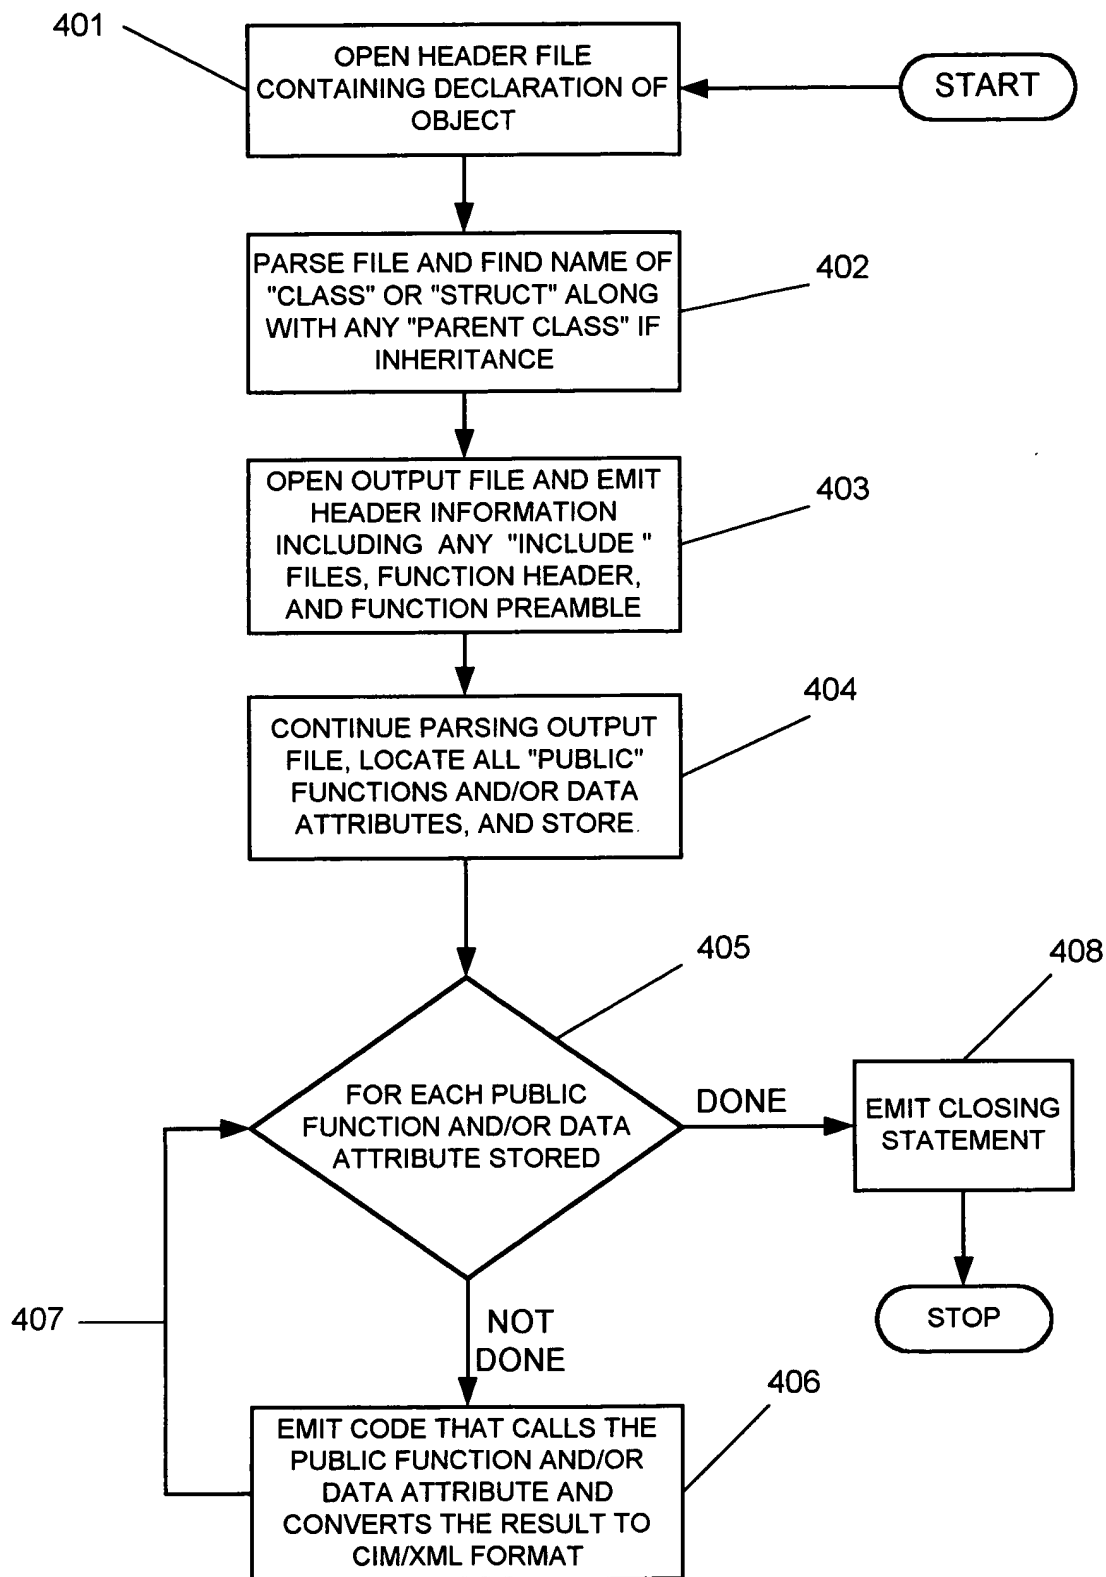 401
OPEN HEADER FILE
CONTAINING DECLARATION OF
OBJECT
START
PARSE FILE AND FIND NAME OF
"CLASS" OR "STRUCT" ALONG
WITH ANY "PARENT CLASS" IF
INHERITANCE
402
OPEN OUTPUT FILE AND EMIT
HEADER INFORMATION
INCLUDING ANY "INCLUDE "
FILES, FUNCTION HEADER,
AND FUNCTION PREAMBLE
403
CONTINUE PARSING OUTPUT
FILE, LOCATE ALL "PUBLIC"
FUNCTIONS AND/OR DATA
ATTRIBUTES, AND STORE.
404
405
FOR EACH PUBLIC
FUNCTION AND/OR DATA
ATTRIBUTE STORED
DONE
408
EMIT CLOSING
STATEMENT
STOP
407
NOT
DONE
406
EMIT CODE THAT CALLS THE
PUBLIC FUNCTION AND/OR
DATA ATTRIBUTE AND
CONVERTS THE RESULT TO
CIM/XML FORMAT